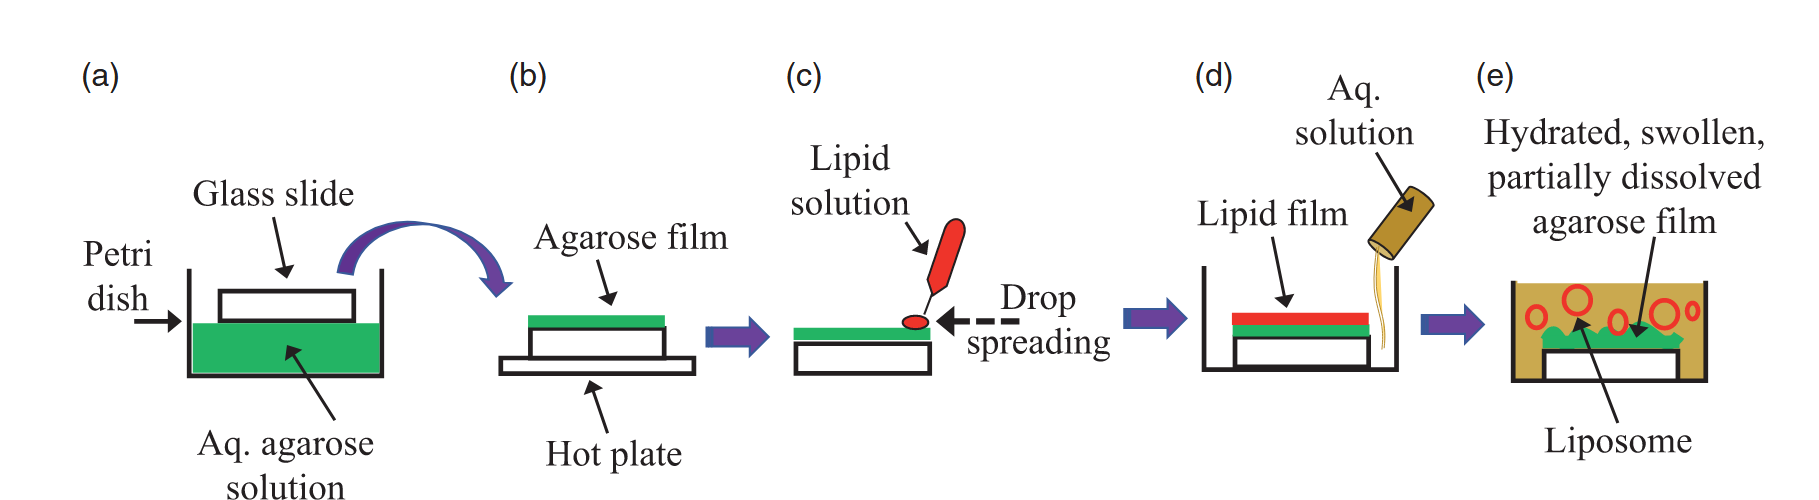 (a)
Glass slide
Petri
dish
Aq. agarose
solution
(b)
Agarose film
Hot plate
(c)
Lipid
solution
Drop
spreading
(d)
Aq.
solution
Lipid film
(e)
Hydrated, swollen,
partially dissolved
agarose film
Liposome